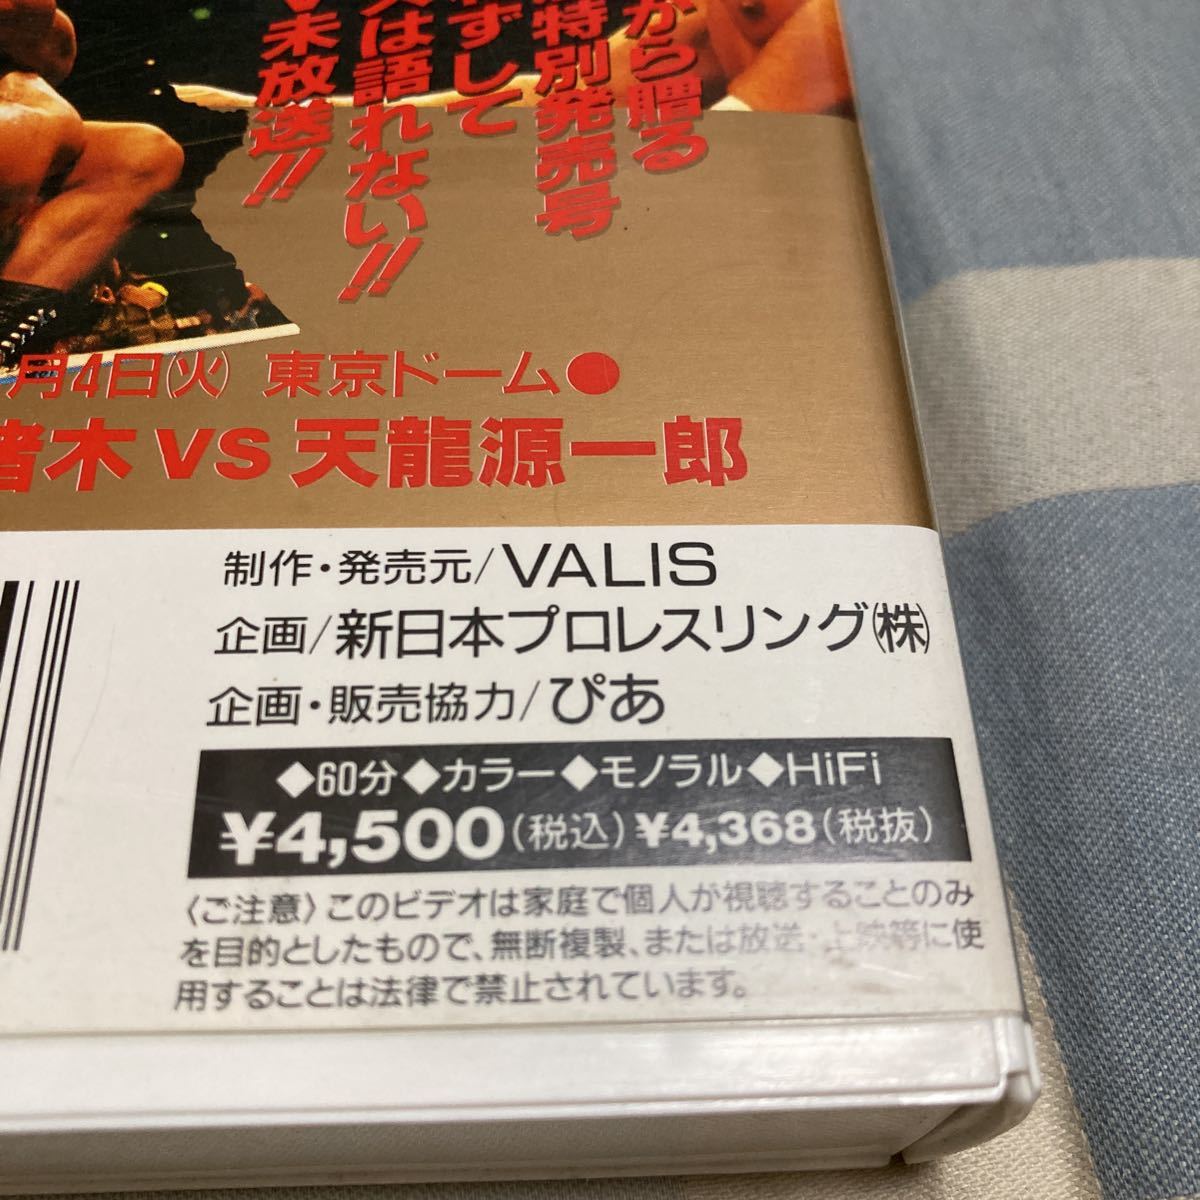 から贈る
特別発売号
ずして
は語れない!!
未放送!!
月4日(火) 東京ドーム●
猪木 VS 天龍源一郎
制作・発売元/VALIS
企画/新日本プロレスリング㈱
企画・販売協力/ぴあ
◆60分◆カラー◆モノラル◆HiFi
¥4,500(税込)¥4,368(税抜)
〈ご注意〉このビデオは家庭で個人が視聴することのみ
を目的としたもので、無断複製、または放送・上映等に使
用することは法律で禁止されています。